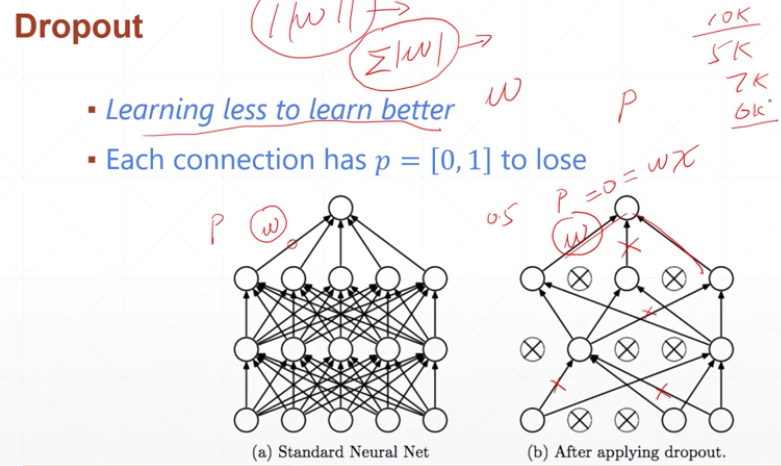 Dropout
||w||
Σ|w|
10K
5K
7K
6K
Learning less to learn better
w
P
Each connection has p = [0, 1] to lose
P
w
0.5
P =0 = wx
w
(a) Standard Neural Net
(b) After applying dropout.